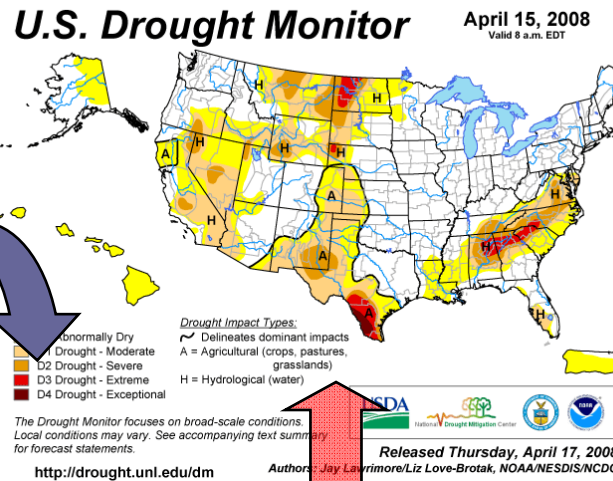 U.S. Drought Monitor
April 15, 2008
Valid 8 a.m. EDT
H
H
A
H
H
H
A
H
H
A
H
A
H
Abnormally Dry
Drought - Moderate
D2 Drought - Severe
D3 Drought - Extreme
D4 Drought - Exceptional
Drought Impact Types:
Delineates dominant impacts
A = Agricultural (crops, pastures,
grasslands)
H = Hydrological (water)
The Drought Monitor focuses on broad-scale conditions.
Local conditions may vary. See accompanying text summary
for forecast statements.
http://drought.unl.edu/dm
USDA
National Drought Mitigation Center
NOAA
Released Thursday, April 17, 2008
Authors: Jay Lawrimore/Liz Love-Brotak, NOAA/NESDIS/NCDC